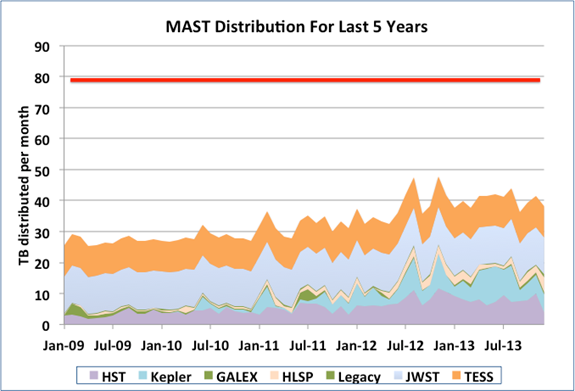 MAST Distribution For Last 5 Years
TB distributed per month
90
80
70
60
50
40
30
20
10
0
Jan-09 Jul-09 Jan-10 Jul-10 Jan-11 Jul-11 Jan-12 Jul-12 Jan-13 Jul-13
HST Kepler GALEX HLSP Legacy JWST TESS